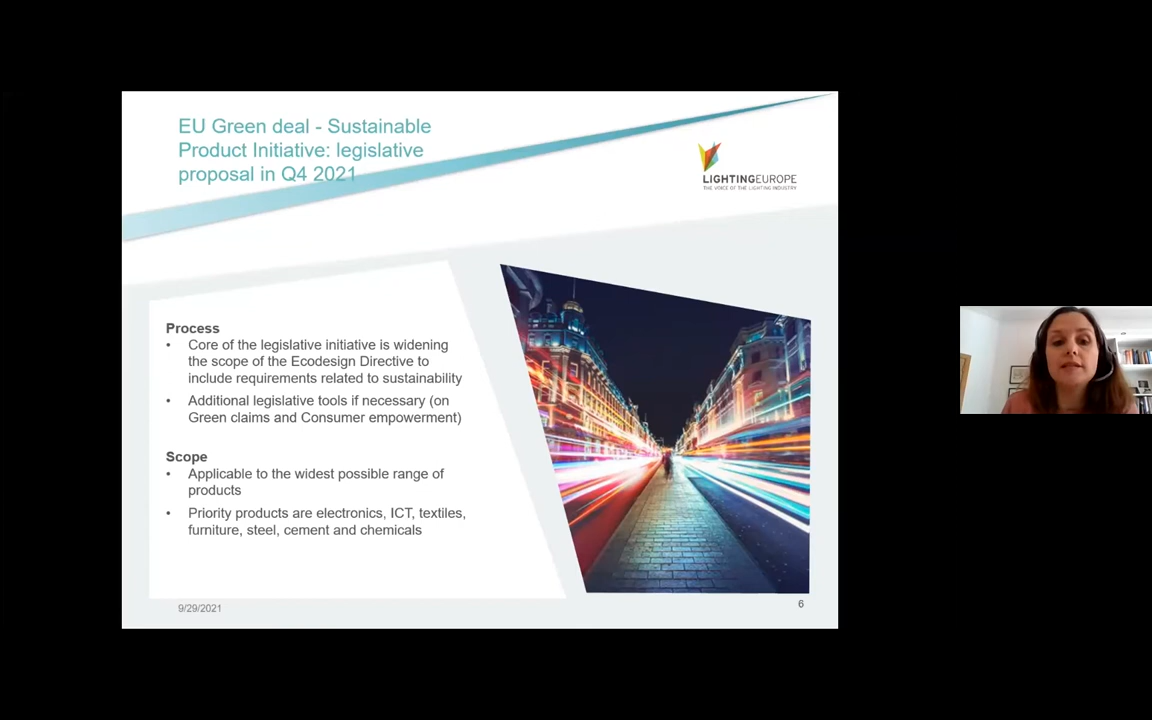 EU Green deal - Sustainable
Product Initiative: legislative
proposal in Q4 2021
LIGHTINGEUROPE
THE VOICE OF THE LIGHTING INDUSTRY
Process
• Core of the legislative initiative is widening
the scope of the Ecodesign Directive to
include requirements related to sustainability
• Additional legislative tools if necessary (on
Green claims and Consumer empowerment)
Scope
• Applicable to the widest possible range of
products
• Priority products are electronics, ICT, textiles,
furniture, steel, cement and chemicals
9/29/2021
6